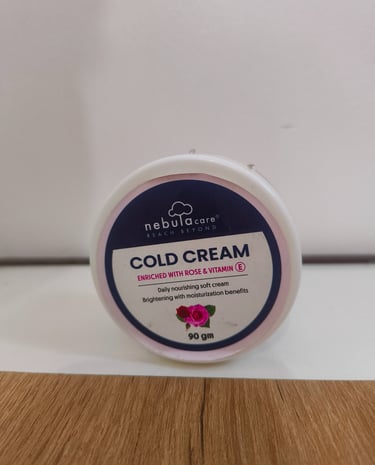 nebulacare®
REACH BEYOND
COLD CREAM
ENRICHED WITH ROSE & VITAMIN E
Daily nourishing soft cream
Brightening with moisturization benefits
90 gm